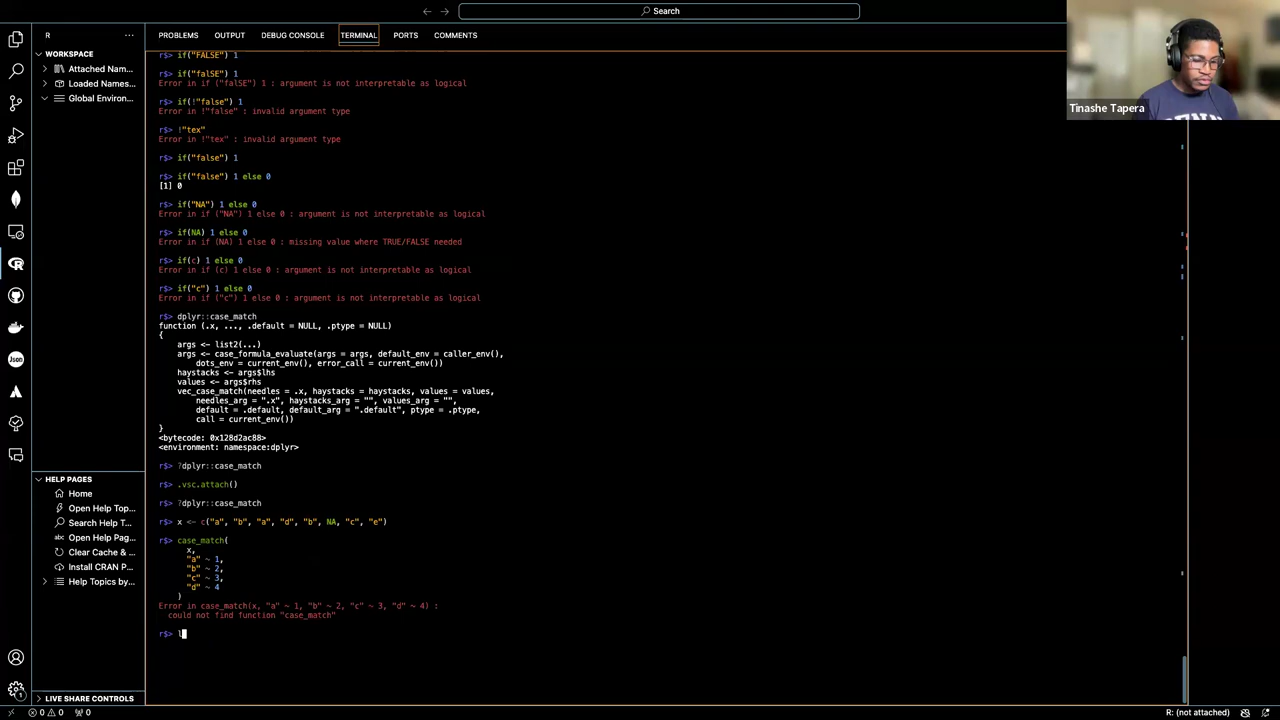 Search
R
PROBLEMS OUTPUT DEBUG CONSOLE TERMINAL PORTS COMMENTS
WORKSPACE
Attached Nam...
Loaded Names...
Global Environ...
r$> if("FALSE") 1
r$> if("falSE") 1
Error in if ("falSE") 1 : argument is not interpretable as logical
r$> if(!"false") 1
Error in !"false" : invalid argument type
r$> !"tex"
Error in !"tex" : invalid argument type
r$> if("false") 1
r$> if("false") 1 else 0
[1] 0
r$> if("NA") 1 else 0
Error in if ("NA") 1 else 0 : argument is not interpretable as logical
r$> if(NA) 1 else 0
Error in if (NA) 1 else 0 : missing value where TRUE/FALSE needed
r$> if(c) 1 else 0
Error in if (c) 1 else 0 : argument is not interpretable as logical
r$> if("c") 1 else 0
Error in if ("c") 1 else 0 : argument is not interpretable as logical
r$> dplyr::case_match
function (.x, ..., .default = NULL, .ptype = NULL)
{
args <- list2(...)
args <- case_formula_evaluate(args = args, default_env = caller_env(),
dots_env = current_env(), error_call = current_env())
haystacks <- args$lhs
values <- args$rhs
vec_case_match(needles = .x, haystacks = haystacks, values = values,
needles_arg = ".x", haystacks_arg = "", values_arg = "",
default = .default, default_arg = ".default", ptype = .ptype,
call = current_env())
}
<bytecode: 0x128d2ac88>
<environment: namespace:dplyr>
r$> ?dplyr::case_match
r$> .vsc.attach()
r$> ?dplyr::case_match
r$> x <- c("a", "b", "a", "d", "b", NA, "c", "e")
r$> case_match(
x,
"a" ~ 1,
"b" ~ 2,
"c" ~ 3,
"d" ~ 4
)
Error in case_match(x, "a" ~ 1, "b" ~ 2, "c" ~ 3, "d" ~ 4) :
could not find function "case_match"
r$> l
HELP PAGES
Home
Open Help Top...
Search Help T...
Open Help Pag...
Clear Cache & ...
Install CRAN P...
Help Topics by...
LIVE SHARE CONTROLS
Json
1
0 0 0
R: (not attached)
Tinashe Tapera